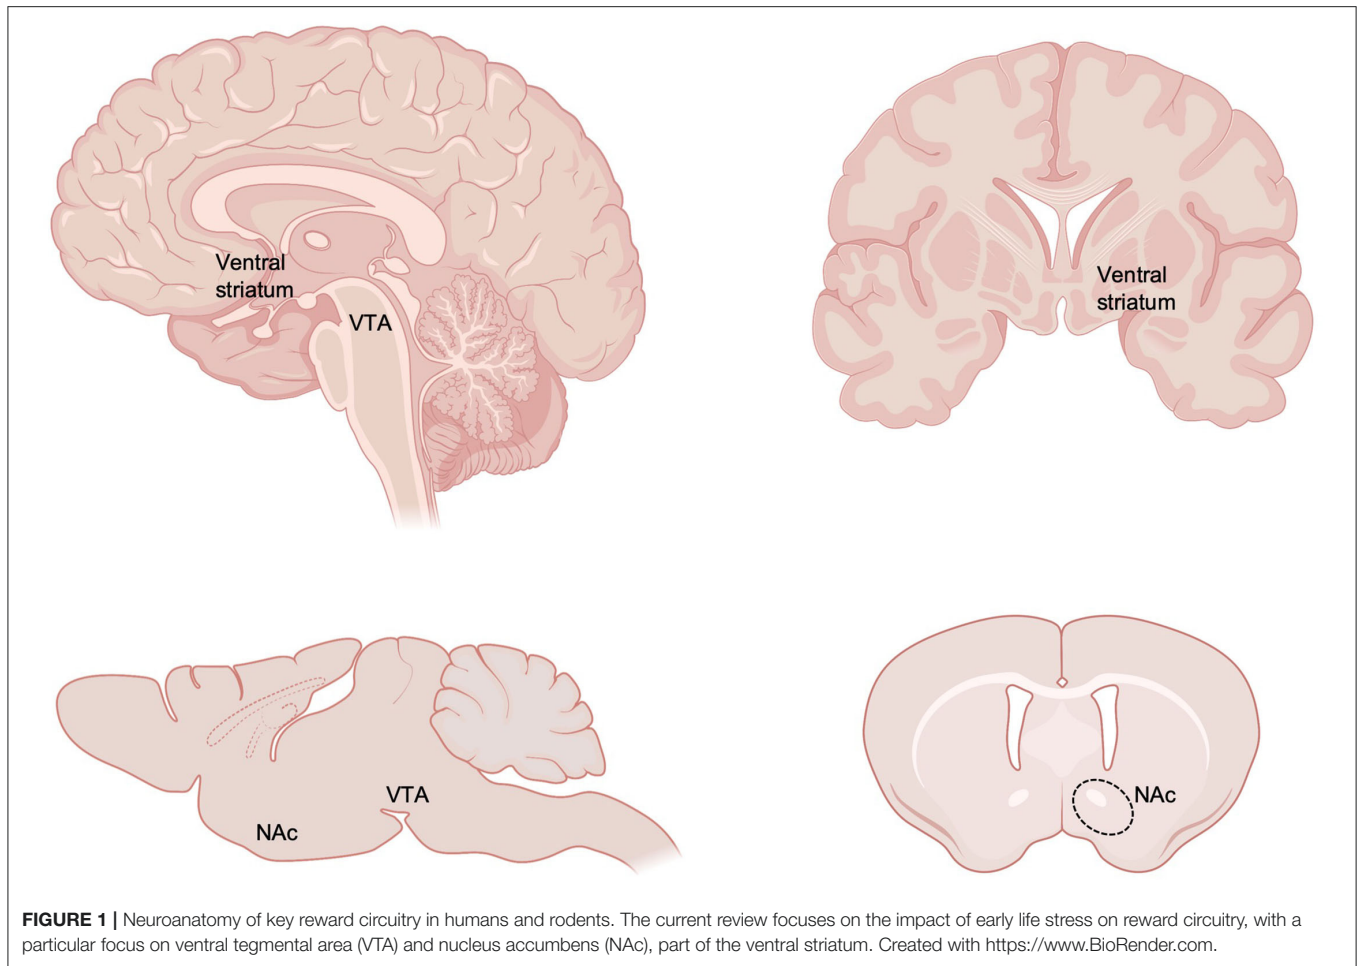 Ventral
striatum
VTA
Ventral
striatum
VTA
NAc
NAc
FIGURE 1 | Neuroanatomy of key reward circuitry in humans and rodents. The current review focuses on the impact of early life stress on reward circuitry, with a
particular focus on ventral tegmental area (VTA) and nucleus accumbens (NAc), part of the ventral striatum. Created with https://www.BioRender.com.